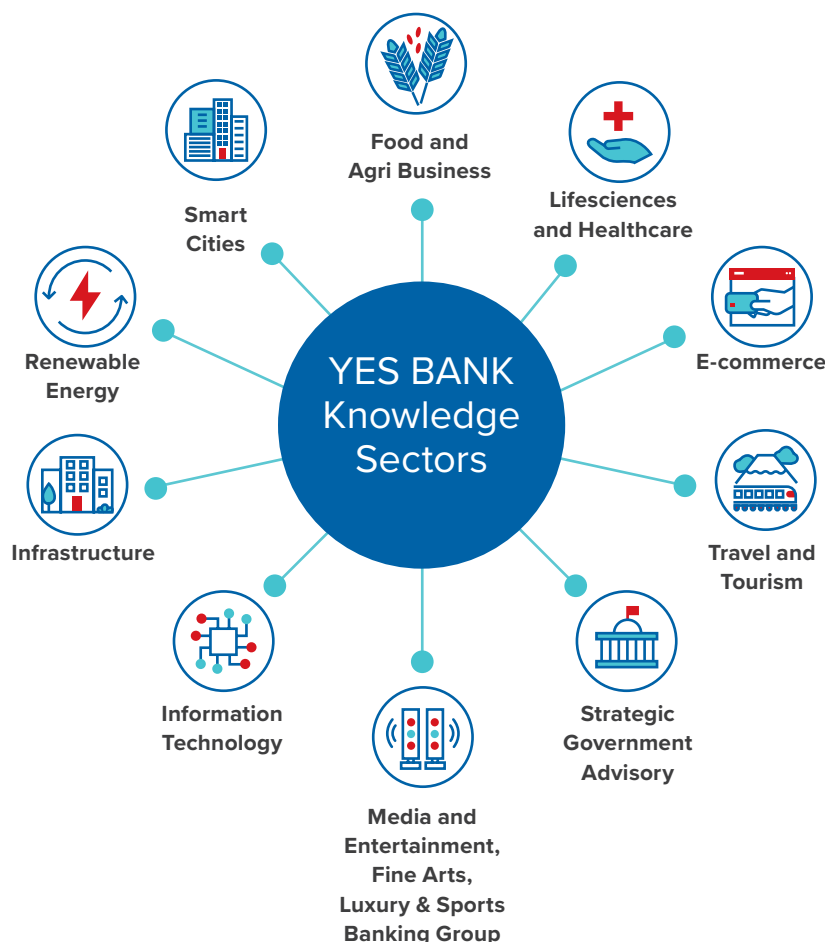 Food and
Agri Business
Lifesciences
and Healthcare
Smart
Cities
E-commerce
Renewable
Energy
YES BANK
Knowledge
Sectors
Infrastructure
Travel and
Tourism
Information
Technology
Strategic
Government
Advisory
Media and
Entertainment,
Fine Arts,
Luxury & Sports
Banking Group